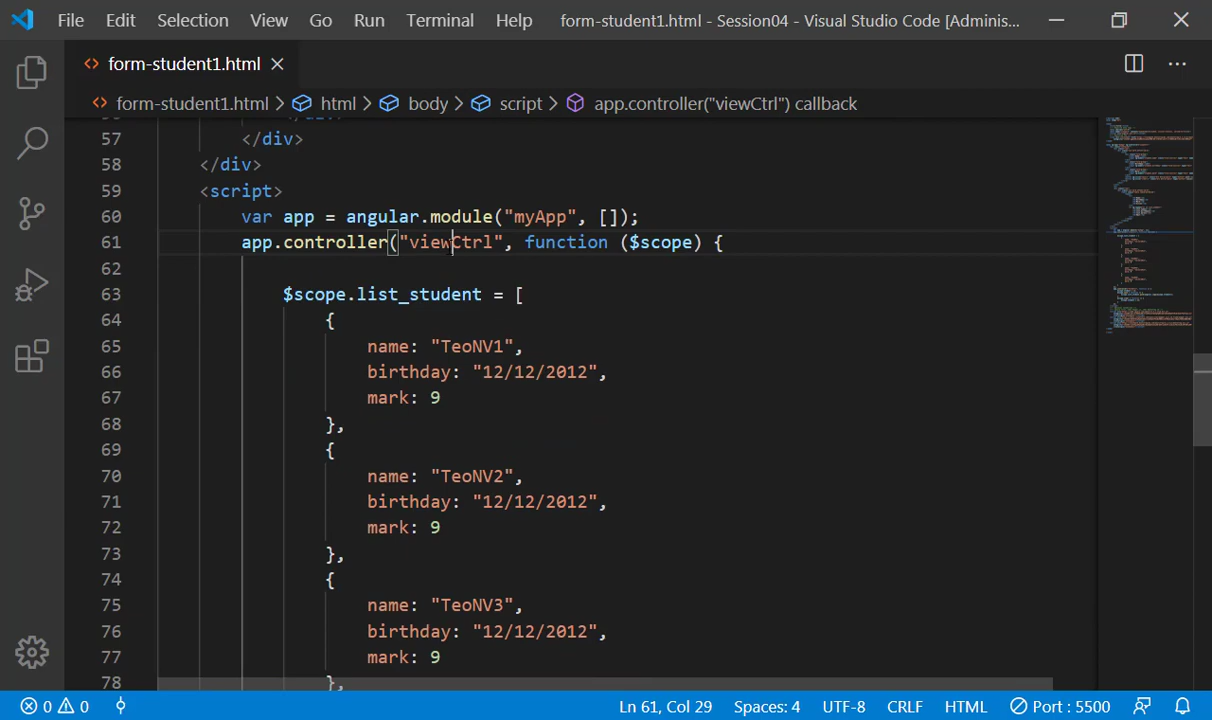 File Edit Selection View Go Run Terminal Help form-student1.html - Session04 - Visual Studio Code [Adminis...
form-student1.html
form-student1.html > html > body > script > app.controller("viewCtrl") callback
57 </div>
58 </div>
59 <script>
60 var app = angular.module("myApp", []);
61 app.controller("viewCtrl", function ($scope) {
62
63 $scope.list_student = [
64 {
65 name: "TeoNV1",
66 birthday: "12/12/2012",
67 mark: 9
68 },
69 {
70 name: "TeoNV2",
71 birthday: "12/12/2012",
72 mark: 9
73 },
74 {
75 name: "TeoNV3",
76 birthday: "12/12/2012",
77 mark: 9
78 },
0 0 Ln 61, Col 29 Spaces: 4 UTF-8 CRLF HTML Port : 5500